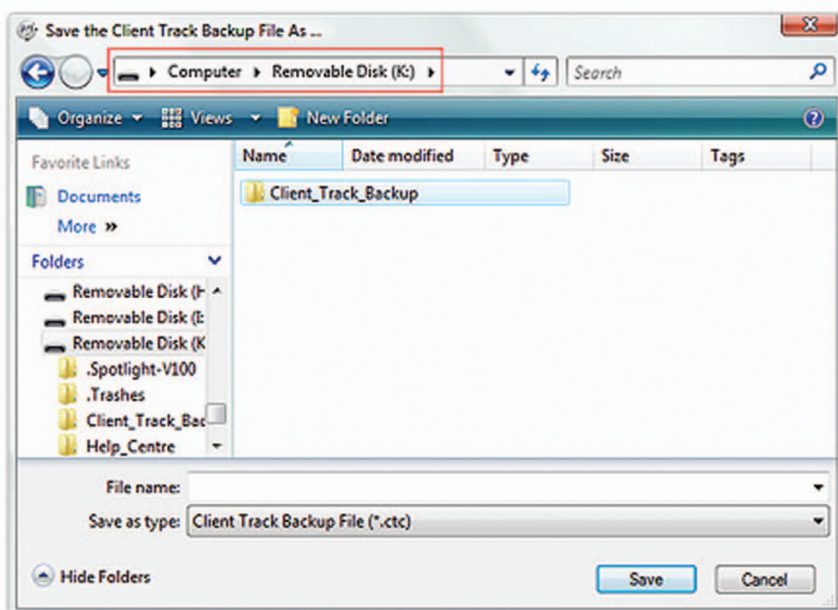 Save the Client Track Backup File As ...
Computer Removable Disk (K:)
Search
Organize Views New Folder
Favorite Links
Documents
More »
Folders
Removable Disk (H
Removable Disk (I:
Removable Disk (K
.Spotlight-V100
.Trashes
Client_Track_Bac
Help_Centre
Name Date modified Type Size Tags
Client_Track_Backup
File name:
Save as type: Client Track Backup File (*.ctc)
Hide Folders Save Cancel